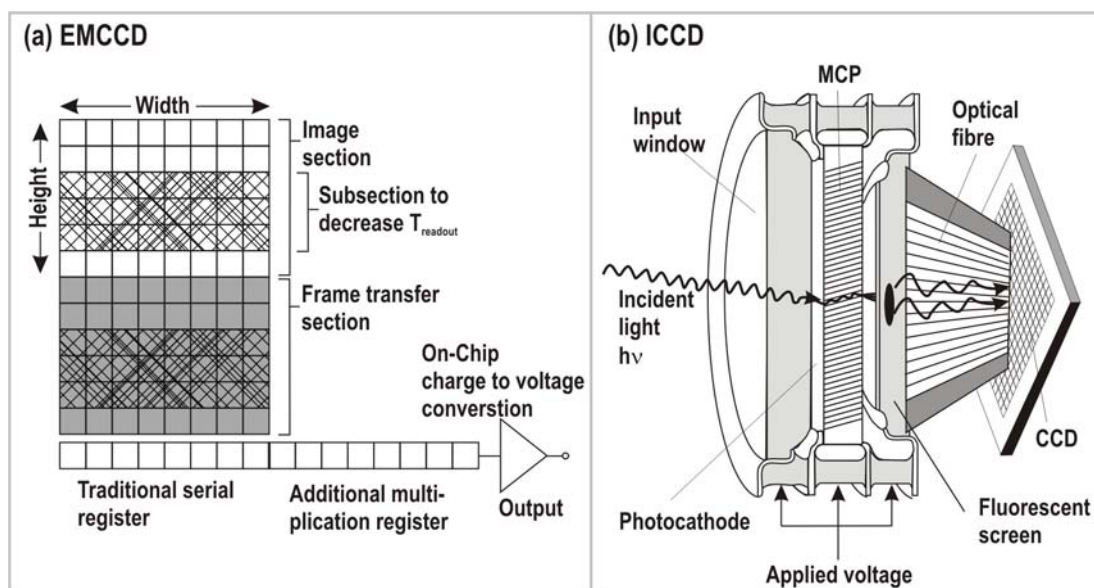 (a) EMCCD
Width
Height
Image
section
Subsection to
decrease T readout
Frame transfer
section
On-Chip
charge to voltage
converstion
Traditional serial
register
Additional multi-
plication register
Output
(b) ICCD
MCP
Input
window
Optical
fibre
Incident
light
hν
CCD
Photocathode
Fluorescent
screen
Applied voltage